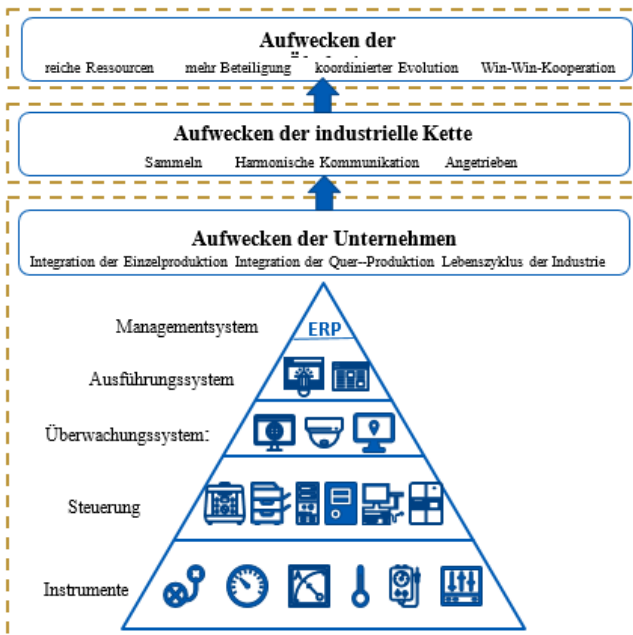 Aufwecken der
reiche Ressourcen mehr Beteiligung koordinierter Evolution Win-Win-Kooperation
Aufwecken der industrielle Kette
Sammeln Harmonische Kommunikation Angetrieben
Aufwecken der Unternehmen
Integration der Einzelproduktion Integration der Quer--Produktion Lebenszyklus der Industrie
Managementsystem ERP
Ausführungssystem
Überwachungssystem:
Steuerung
Instrumente